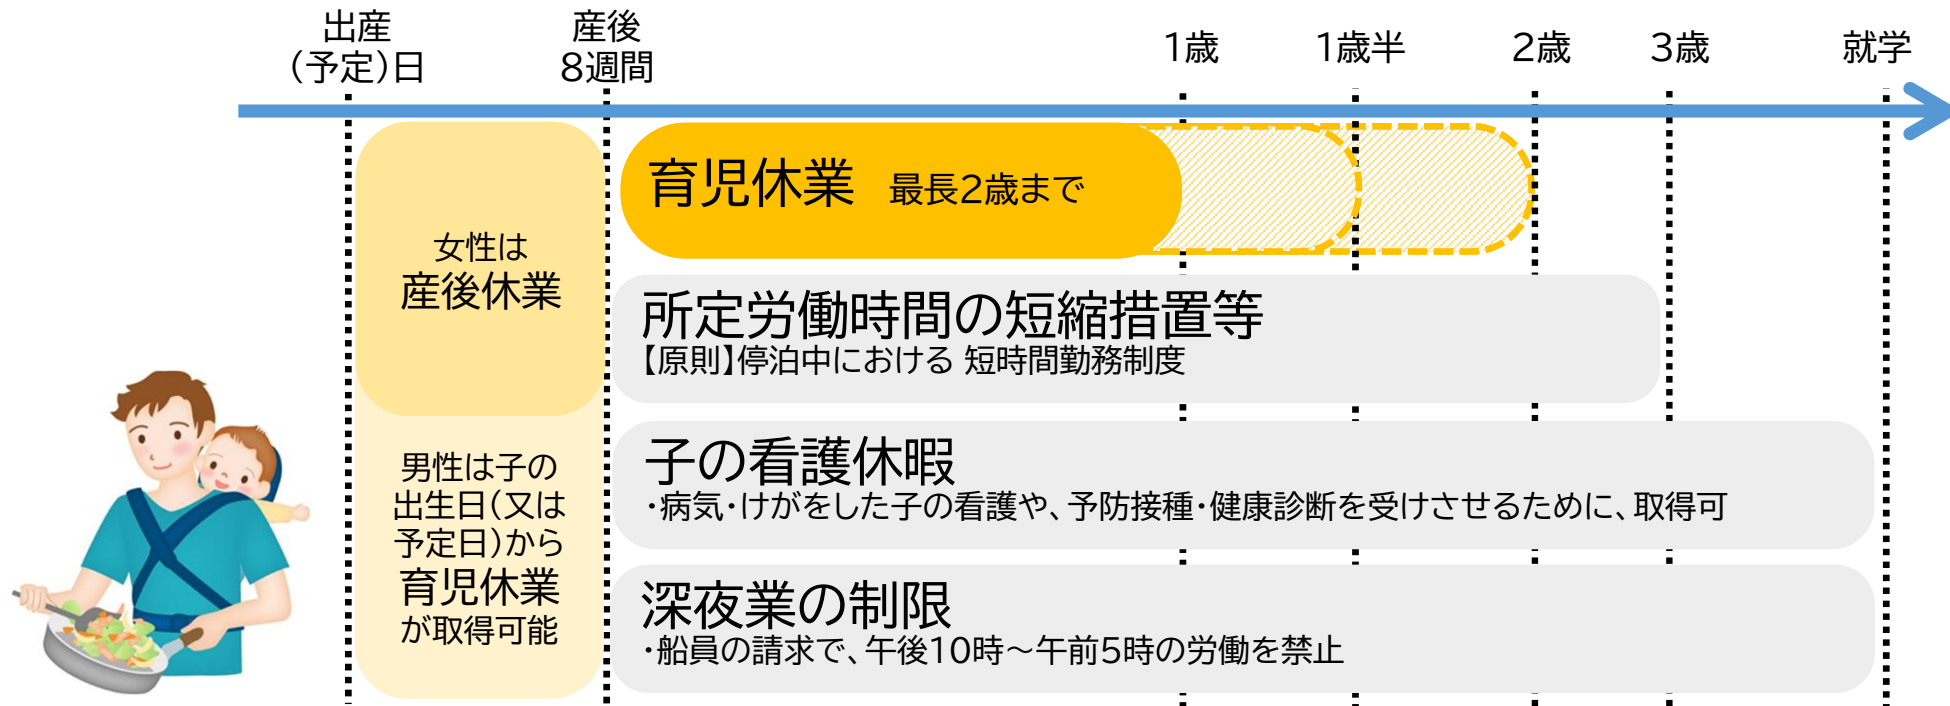 出産
（予定）日
産後
8週間
1歳
1歳半
2歳
3歳
就学
育児休業 最長2歳まで
女性は
産後休業
所定労働時間の短縮措置等
【原則】停泊中における 短時間勤務制度
男性は子の
出生日（又は
予定日）から
育児休業
が取得可能
子の看護休暇
・病気・けがをした子の看護や、予防接種・健康診断を受けさせるために、取得可
深夜業の制限
・船員の請求で、午後10時～午前5時の労働を禁止